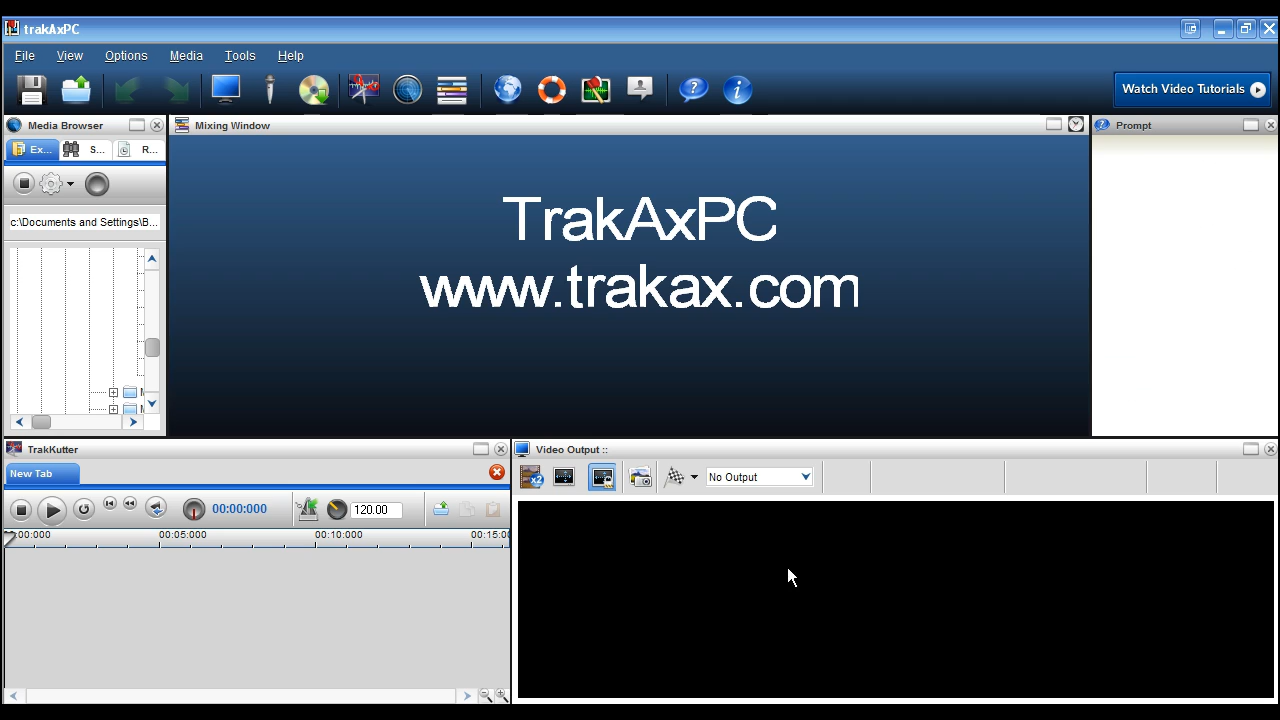 trakAxPC
File View Options Media Tools Help
Watch Video Tutorials
Media Browser
Mixing Window
Prompt
Ex... S... R...
c:\Documents and Settings\B...
TrakAxPC
www.trakax.com
TrakKutter
Video Output ::
New Tab
x2
No Output
00:00:000
120.00
00:000 00:05:000 00:10:000 00:15:0